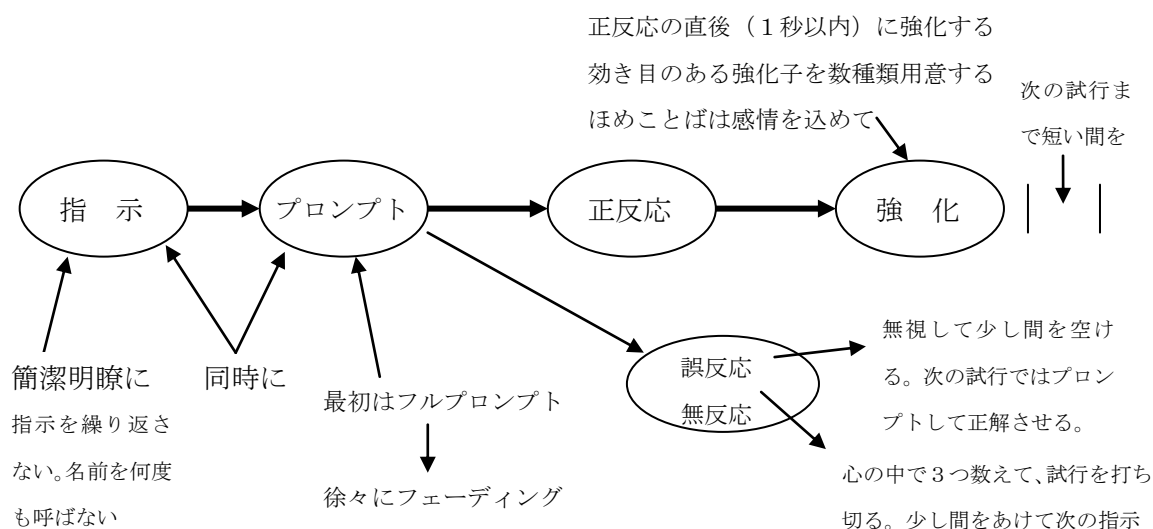 正反応の直後（１秒以内）に強化する
効き目のある強化子を数種類用意する
ほめことばは感情を込めて
次の試行ま
で短い間を
指　示
プロンプト
正反応
強　化
簡潔明瞭に
指示を繰り返さ
ない。名前を何度
も呼ばない
同時に
最初はフルプロンプト
徐々にフェーディング
誤反応
無反応
無視して少し間を空け
る。次の試行ではプロン
プトして正解させる。
心の中で３つ数えて、試行を打ち
切る。少し間をあけて次の指示